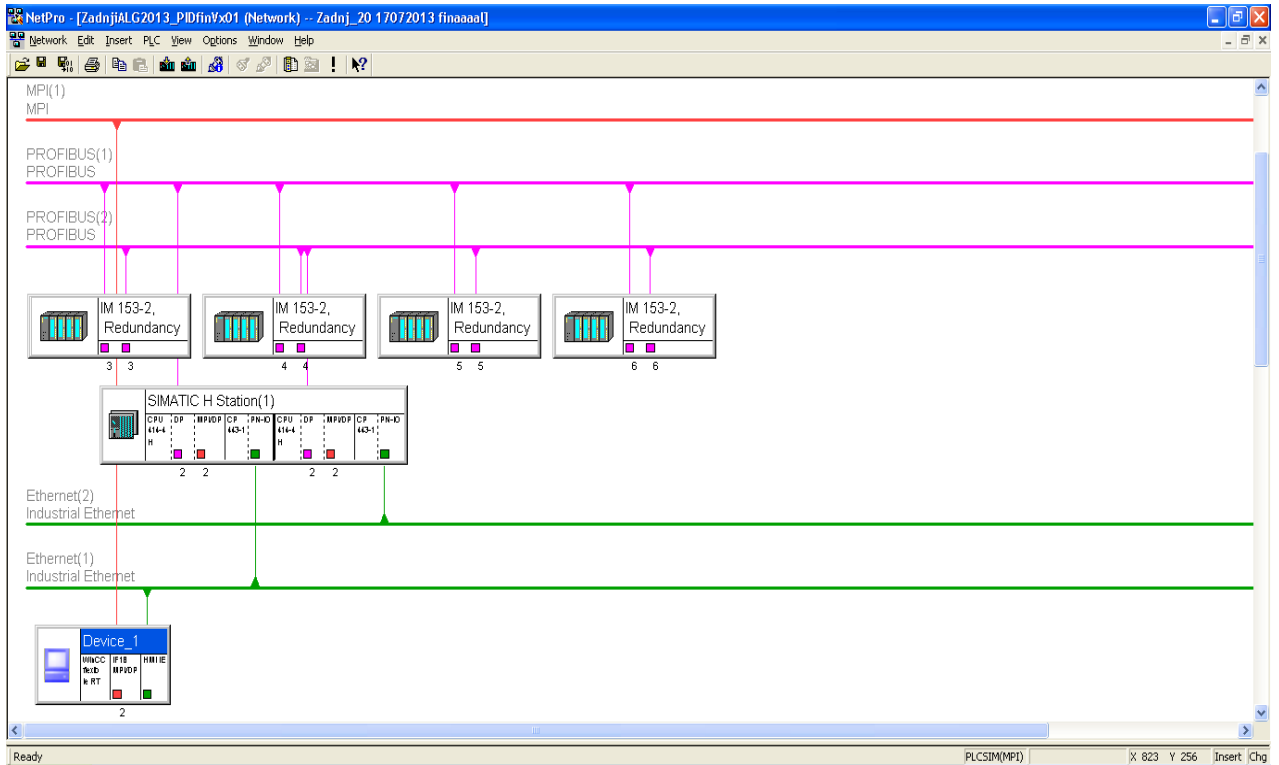 NetPro - [ZadnjiALG2013_PIDfin∀x01 (Network) -- Zadnj_20 17072013 finaaaal]
Network Edit Insert PLC View Options Window Help
MPI(1)
MPI
PROFIBUS(1)
PROFIBUS
PROFIBUS(2)
PROFIBUS
IM 153-2, IM 153-2, IM 153-2, IM 153-2,
Redundancy Redundancy Redundancy Redundancy
3 3 4 4 5 5 6 6
SIMATIC H Station(1)
CPU DP MPI/DP CP PN-IO CPU DP MPI/DP CP PN-IO
414-4 443-1 414-4 443-1
H H
2 2 2 2
Ethernet(2)
Industrial Ethernet
Ethernet(1)
Industrial Ethernet
Device_1
WinCC IF1B HMI IE
flexib MPI/DP
le RT
2
Ready PLCSIM(MPI) X 823 Y 256 Insert Chg